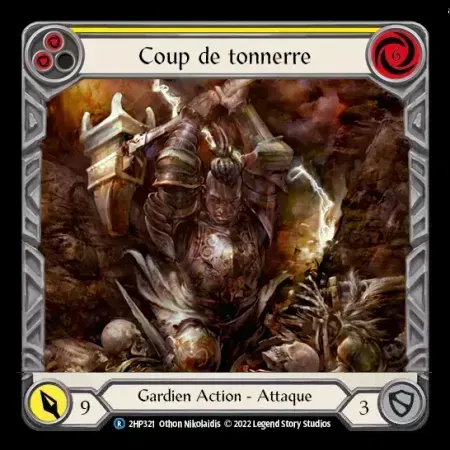 Coup de tonnerre
6
Gardien Action - Attaque
9
3
R 2HP321 Othon Nikolaidis © 2022 Legend Story Studios